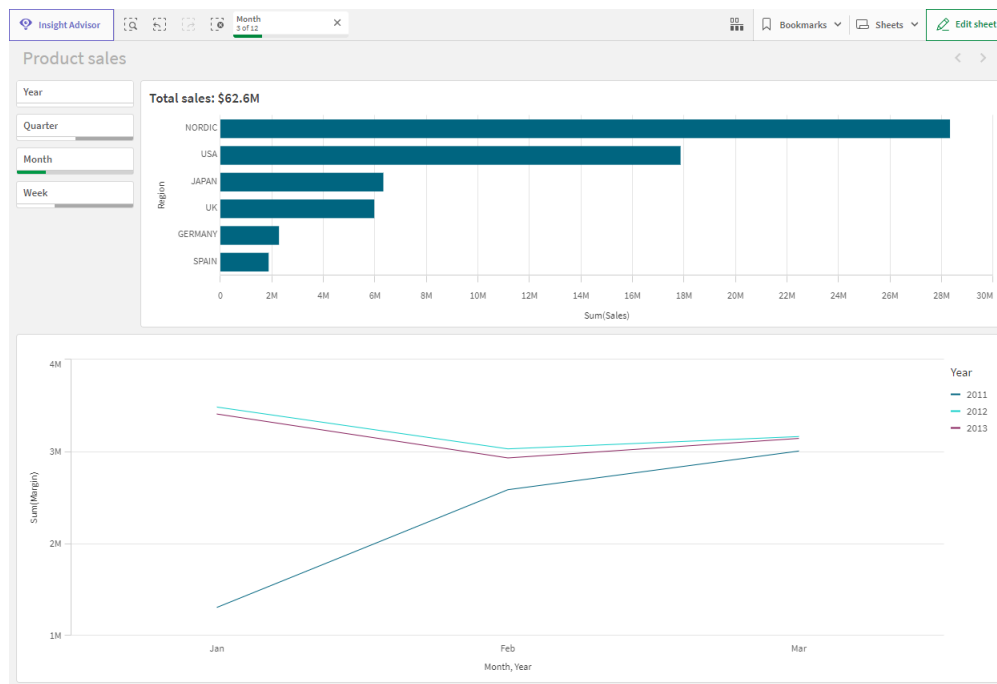 Insight Advisor
Month
3 of 12
Bookmarks
Sheets
Edit sheet
Product sales
Year
Quarter
Month
Week
Total sales: $62.6M
Region
NORDIC
USA
JAPAN
UK
GERMANY
SPAIN
0 2M 4M 6M 8M 10M 12M 14M 16M 18M 20M 22M 24M 26M 28M 30M
Sum(Sales)
Sum(Margin)
4M
3M
2M
1M
Jan Feb Mar
Month, Year
Year
2011
2012
2013